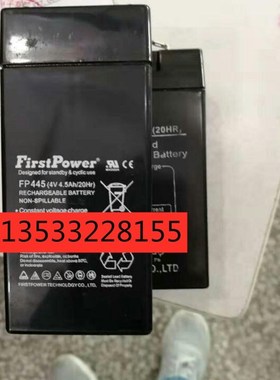 FirstPower
Designed for standby & cyclic use
FP445 (4V 4.5Ah/20Hr)
RECHARGEABLE BATTERY
NON-SPILLABLE
• Constant voltage charge
13533228155
FIRSTPOWER TECHNOLOGY CO., LTD.
(20HR)
d
Battery
CO.,LTD